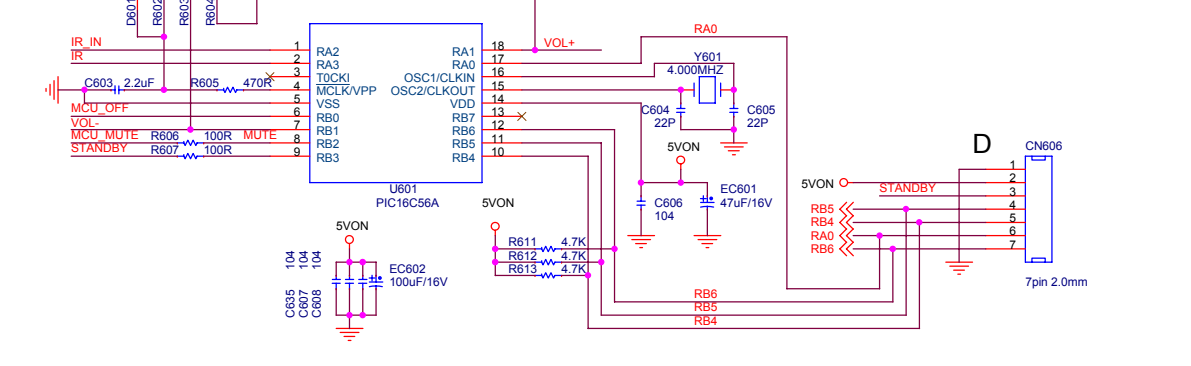 D601
R602
R603
R604
IR_IN
IR
C603 2.2uF
R605 470R
MCU_OFF
VOL-
MCU_MUTE R606 100R MUTE
STANDBY R607 100R
1 RA2
2 RA3
3 T0CKI
4 MCLK/VPP
5 VSS
6 RB0
7 RB1
8 RB2
9 RB3
RA1 18
RA0 17
OSC1/CLKIN 16
OSC2/CLKOUT 15
VDD 14
RB7 13
RB6 12
RB5 11
RB4 10
U601
PIC16C56A
VOL+
RA0
Y601
4.000MHZ
C604
22P
C605
22P
5VON
C606
104
EC601
47uF/16V
5VON
R611 4.7K
R612 4.7K
R613 4.7K
5VON
104
104
104
C635
C607
C608
EC602
100uF/16V
RB6
RB5
RB4
D
CN606
5VON
STANDBY
RB5
RB4
RA0
RB6
1
2
3
4
5
6
7
7pin 2.0mm